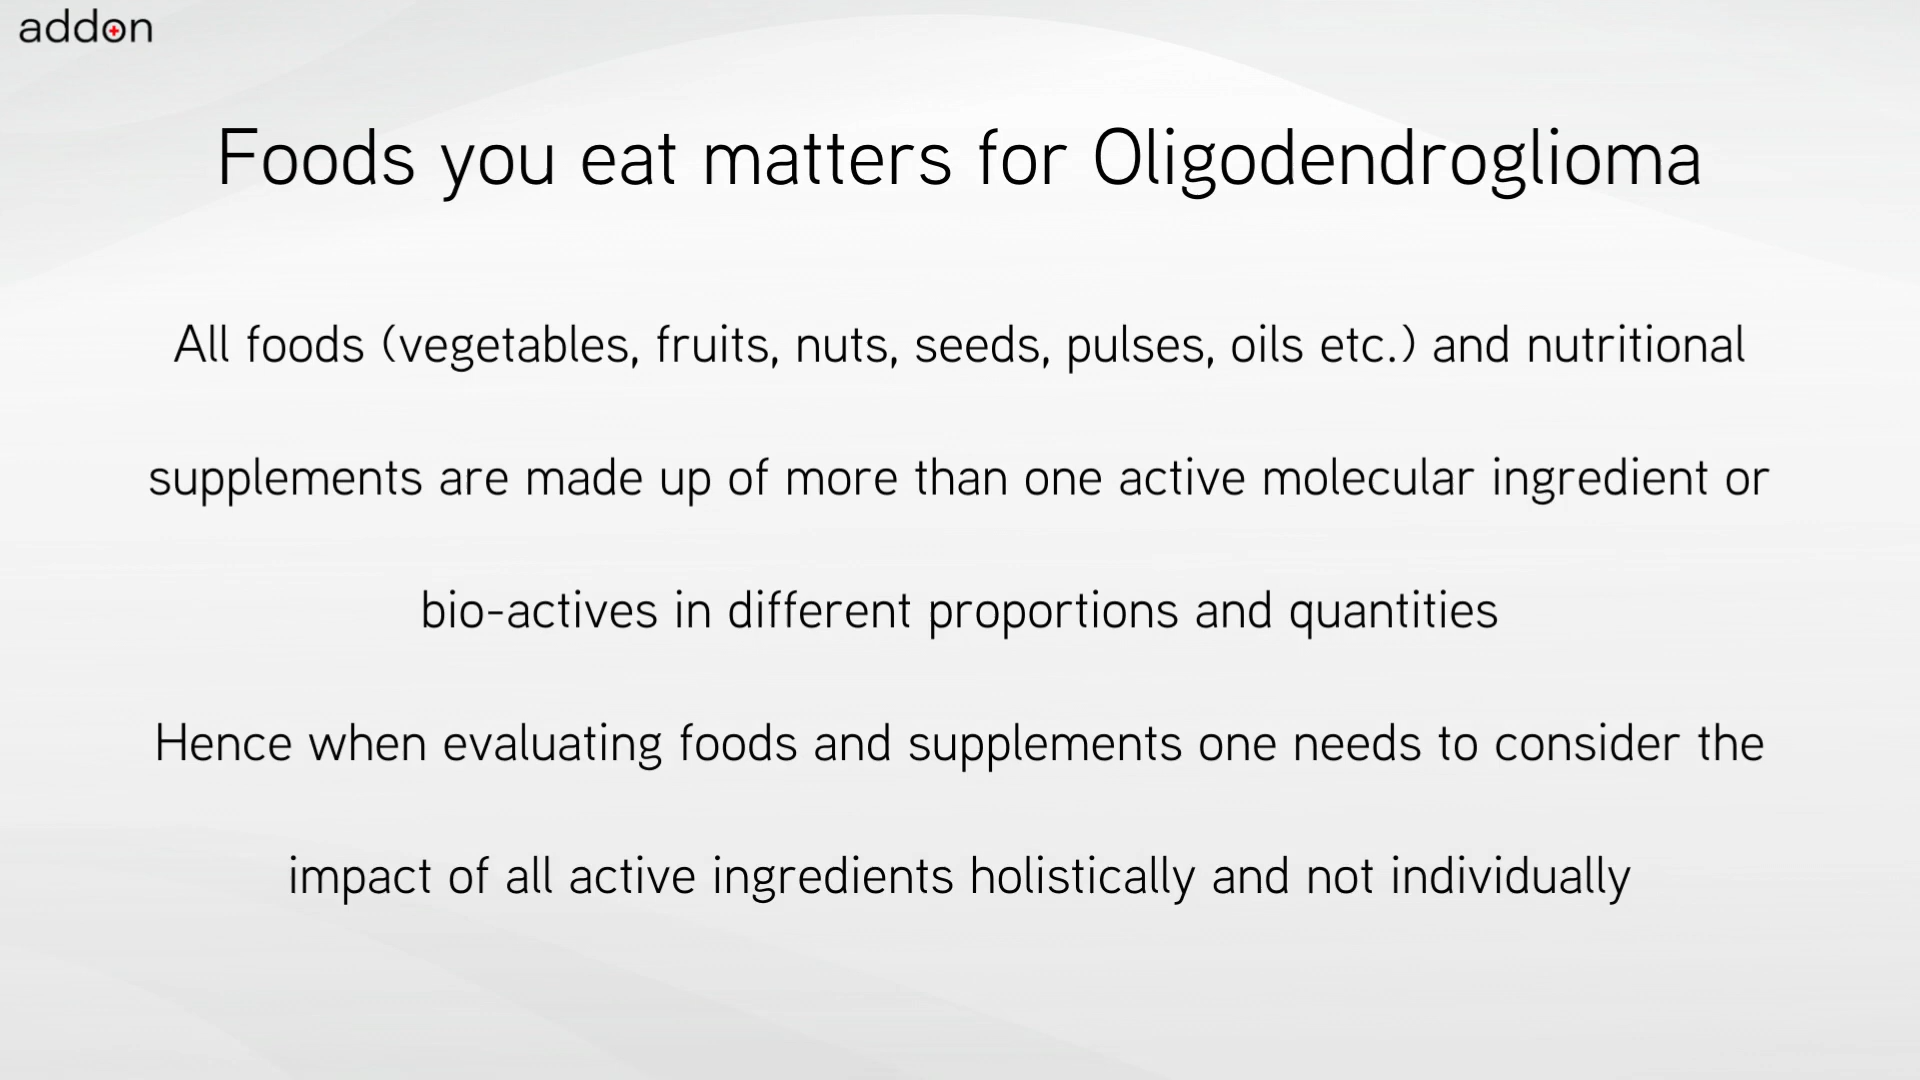 addon
Foods you eat matters for Oligodendroglioma
All foods (vegetables, fruits, nuts, seeds, pulses, oils etc.) and nutritional
supplements are made up of more than one active molecular ingredient or
bio-actives in different proportions and quantities
Hence when evaluating foods and supplements one needs to consider the
impact of all active ingredients holistically and not individually